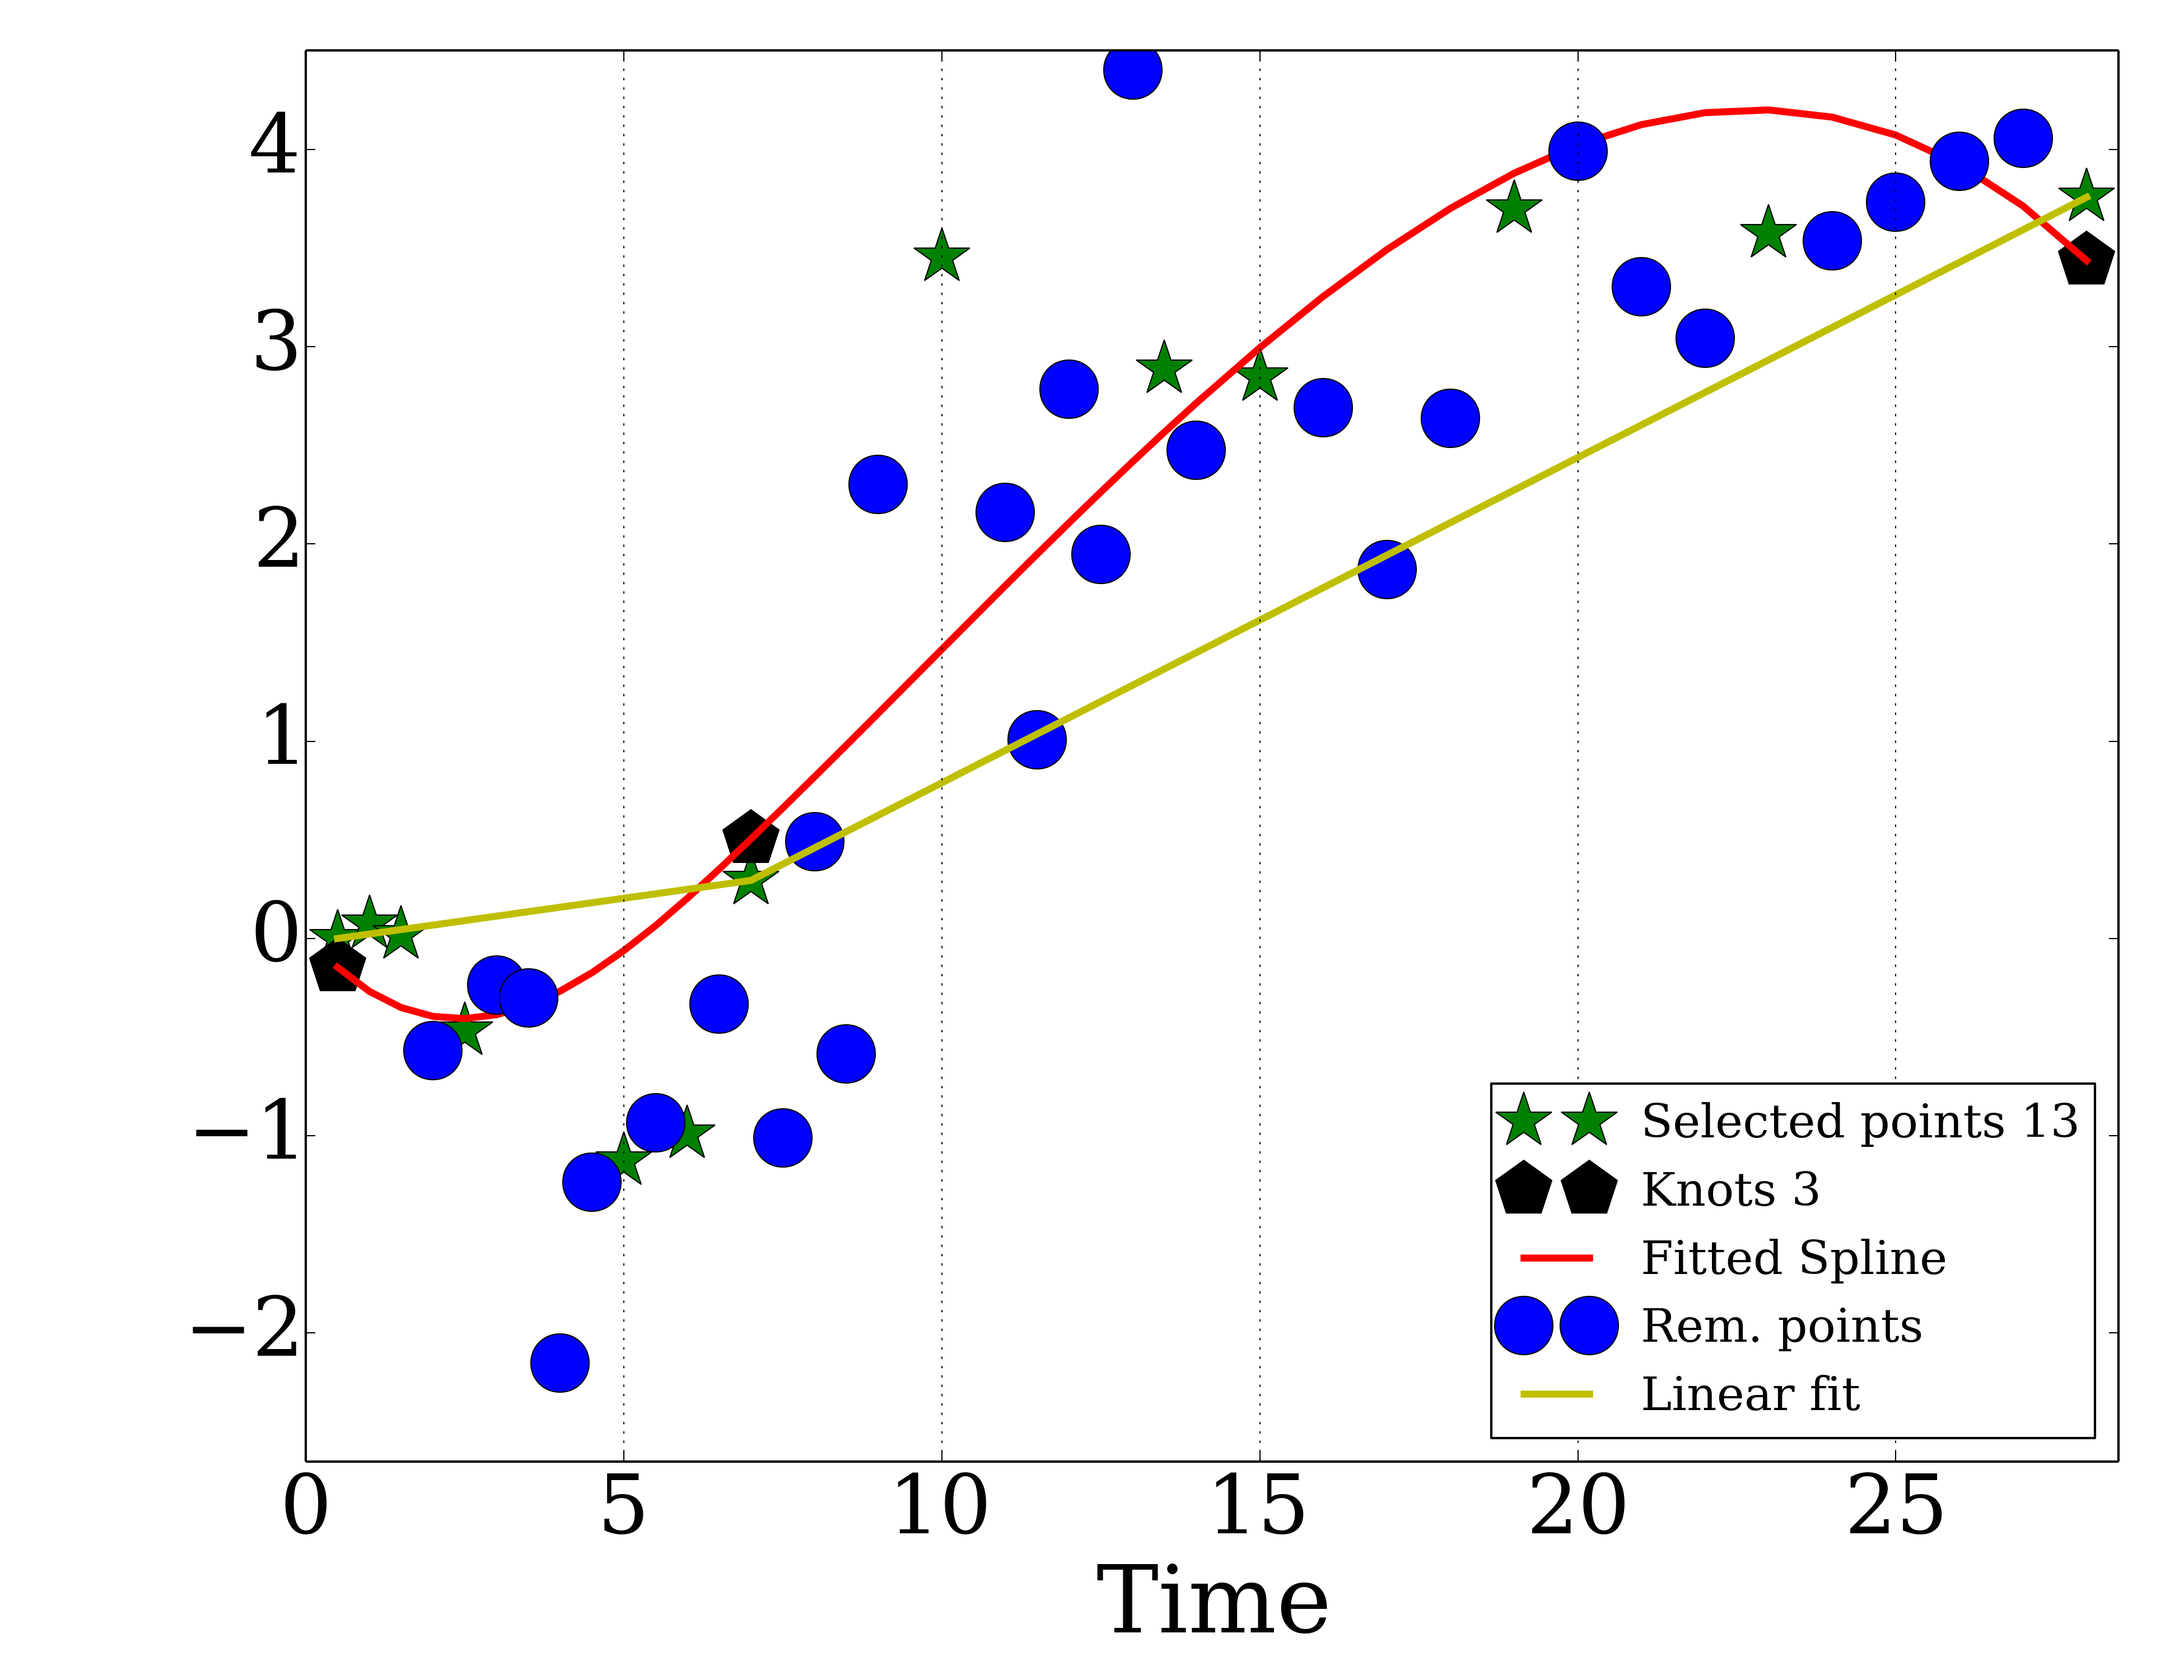 4
3
2
1
0
−1
−2
0 5 10 15 20 25
Time
Selected points 13
Knots 3
Fitted Spline
Rem. points
Linear fit